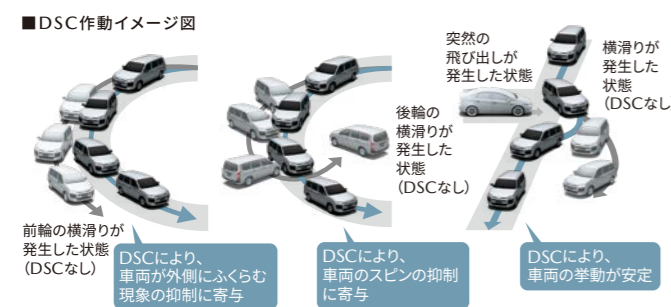 ■DSC作動イメージ図
前輪の横滑りが
発生した状態
（DSCなし）
DSCにより、
車両が外側にふくらむ
現象の抑制に寄与
後輪の
横滑りが
発生した
状態
（DSCなし）
DSCにより、
車両のスピンの抑制
に寄与
突然の
飛び出しが
発生した状態
横滑りが
発生した
状態
（DSCなし）
DSCにより、
車両の挙動が安定